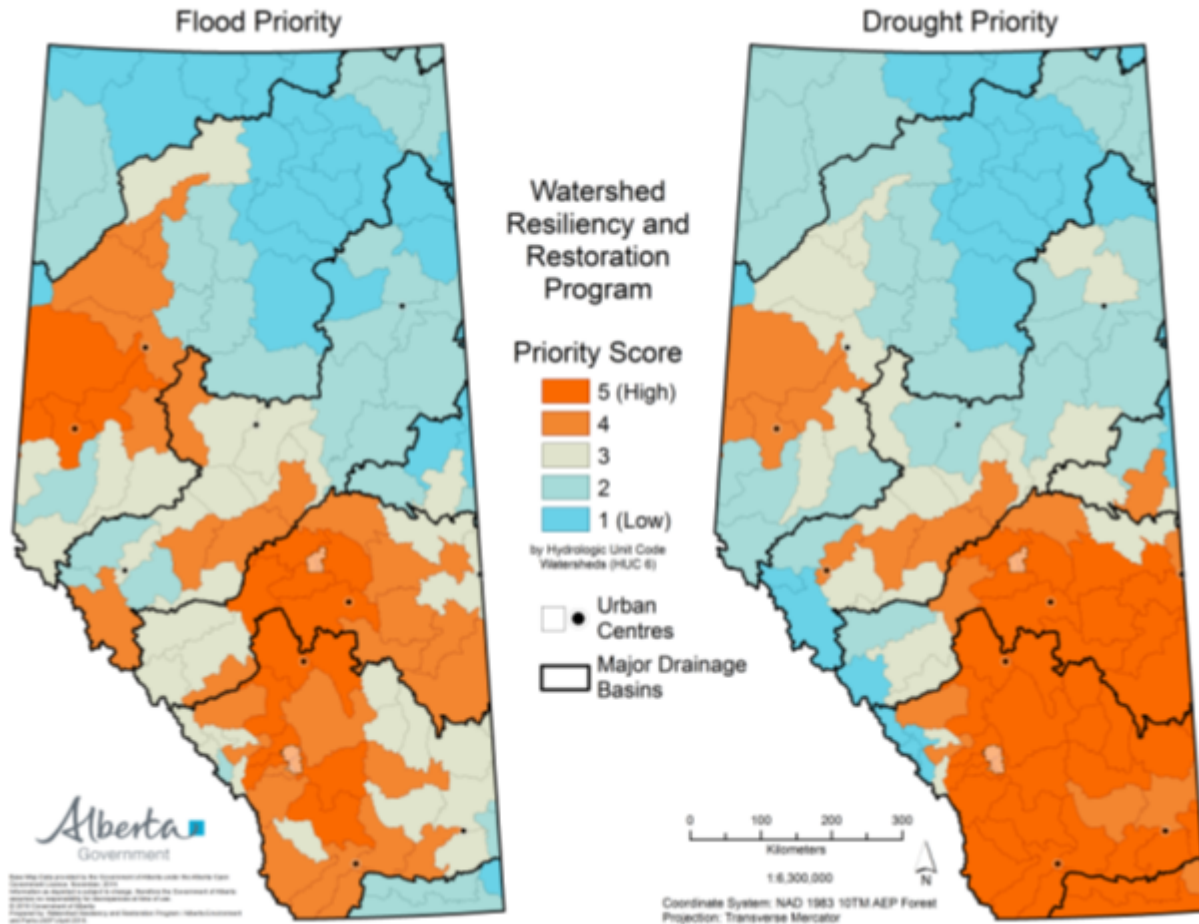 Flood Priority
Drought Priority
Watershed
Resiliency and
Restoration
Program
Priority Score
5 (High)
4
3
2
1 (Low)
by Hydrologic Unit Code
Watersheds (HUC 6)
Urban
Centres
Major Drainage
Basins
Alberta
Government
0 100 200 300
Kilometers
1:6,300,000
N
Coordinate System: NAD 1983 10TM AEP Forest
Projection: Transverse Mercator